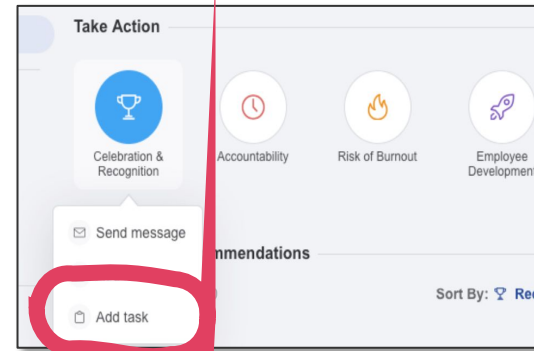 Take Action
Celebration &
Recognition
Accountability
Risk of Burnout
Employee
Development
Send message
mmendations
Sort By:
Add task